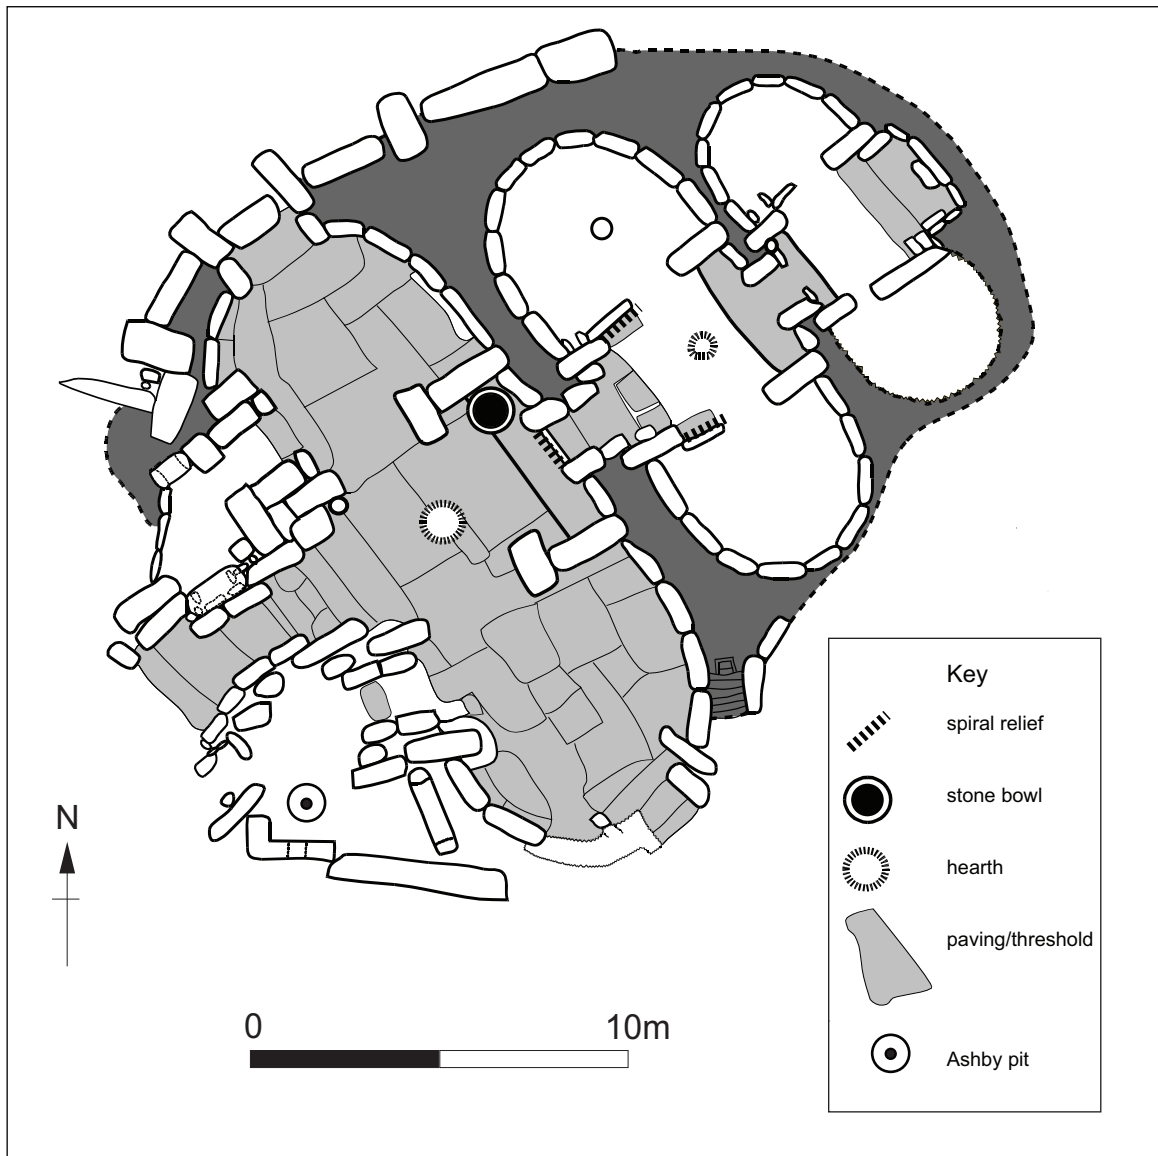 Key
spiral relief
stone bowl
hearth
paving/threshold
Ashby pit
N
0 10m